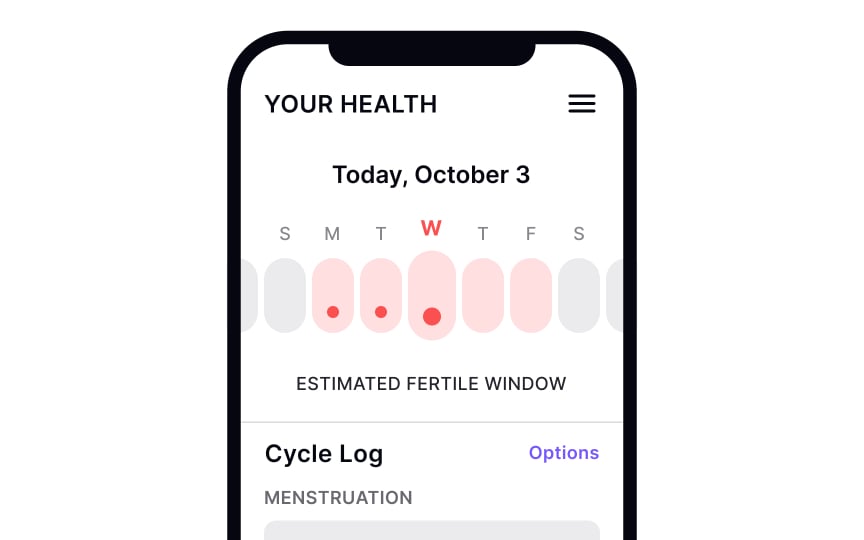 YOUR HEALTH
Today, October 3
S M T W T F S
ESTIMATED FERTILE WINDOW
Cycle Log Options
MENSTRUATION